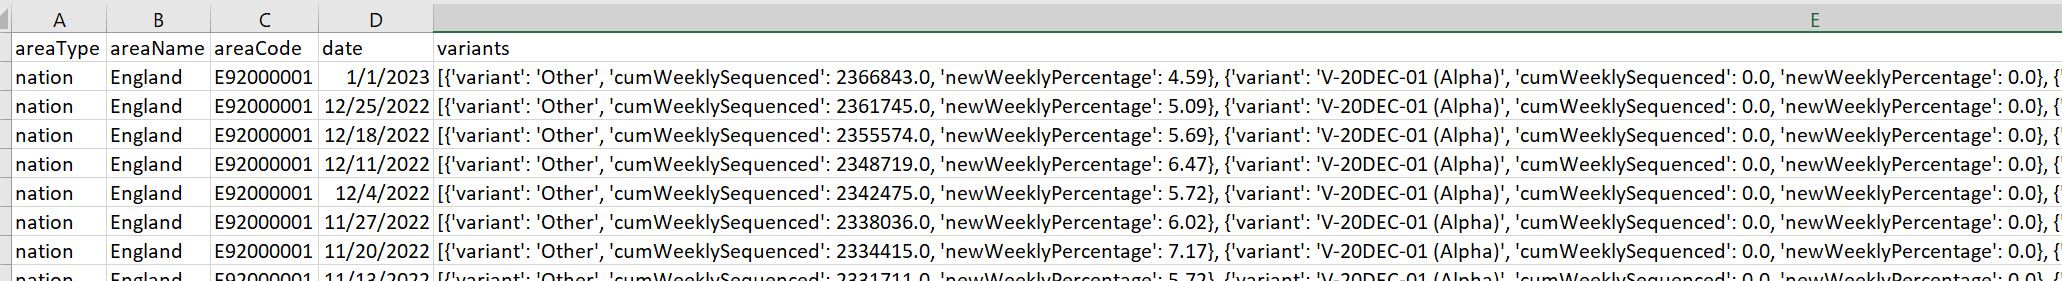 A B C D E
areaType areaName areaCode date variants
nation England E92000001 1/1/2023 [{'variant': 'Other', 'cumWeeklySequenced': 2366843.0, 'newWeeklyPercentage': 4.59}, {'variant': 'V-20DEC-01 (Alpha)', 'cumWeeklySequenced': 0.0, 'newWeeklyPercentage': 0.0}, {'
nation England E92000001 12/25/2022 [{'variant': 'Other', 'cumWeeklySequenced': 2361745.0, 'newWeeklyPercentage': 5.09}, {'variant': 'V-20DEC-01 (Alpha)', 'cumWeeklySequenced': 0.0, 'newWeeklyPercentage': 0.0}, {'
nation England E92000001 12/18/2022 [{'variant': 'Other', 'cumWeeklySequenced': 2355574.0, 'newWeeklyPercentage': 5.69}, {'variant': 'V-20DEC-01 (Alpha)', 'cumWeeklySequenced': 0.0, 'newWeeklyPercentage': 0.0}, {'
nation England E92000001 12/11/2022 [{'variant': 'Other', 'cumWeeklySequenced': 2348719.0, 'newWeeklyPercentage': 6.47}, {'variant': 'V-20DEC-01 (Alpha)', 'cumWeeklySequenced': 0.0, 'newWeeklyPercentage': 0.0}, {'
nation England E92000001 12/4/2022 [{'variant': 'Other', 'cumWeeklySequenced': 2342475.0, 'newWeeklyPercentage': 5.72}, {'variant': 'V-20DEC-01 (Alpha)', 'cumWeeklySequenced': 0.0, 'newWeeklyPercentage': 0.0}, {'
nation England E92000001 11/27/2022 [{'variant': 'Other', 'cumWeeklySequenced': 2338036.0, 'newWeeklyPercentage': 6.02}, {'variant': 'V-20DEC-01 (Alpha)', 'cumWeeklySequenced': 0.0, 'newWeeklyPercentage': 0.0}, {'
nation England E92000001 11/20/2022 [{'variant': 'Other', 'cumWeeklySequenced': 2334415.0, 'newWeeklyPercentage': 7.17}, {'variant': 'V-20DEC-01 (Alpha)', 'cumWeeklySequenced': 0.0, 'newWeeklyPercentage': 0.0}, {'
nation England E92000001 11/13/2022 [{'variant': 'Other', 'cumWeeklySequenced': 2331711.0, 'newWeeklyPercentage': 5.72}, {'variant': 'V-20DEC-01 (Alpha)', 'cumWeeklySequenced': 0.0, 'newWeeklyPercentage': 0.0}, {'